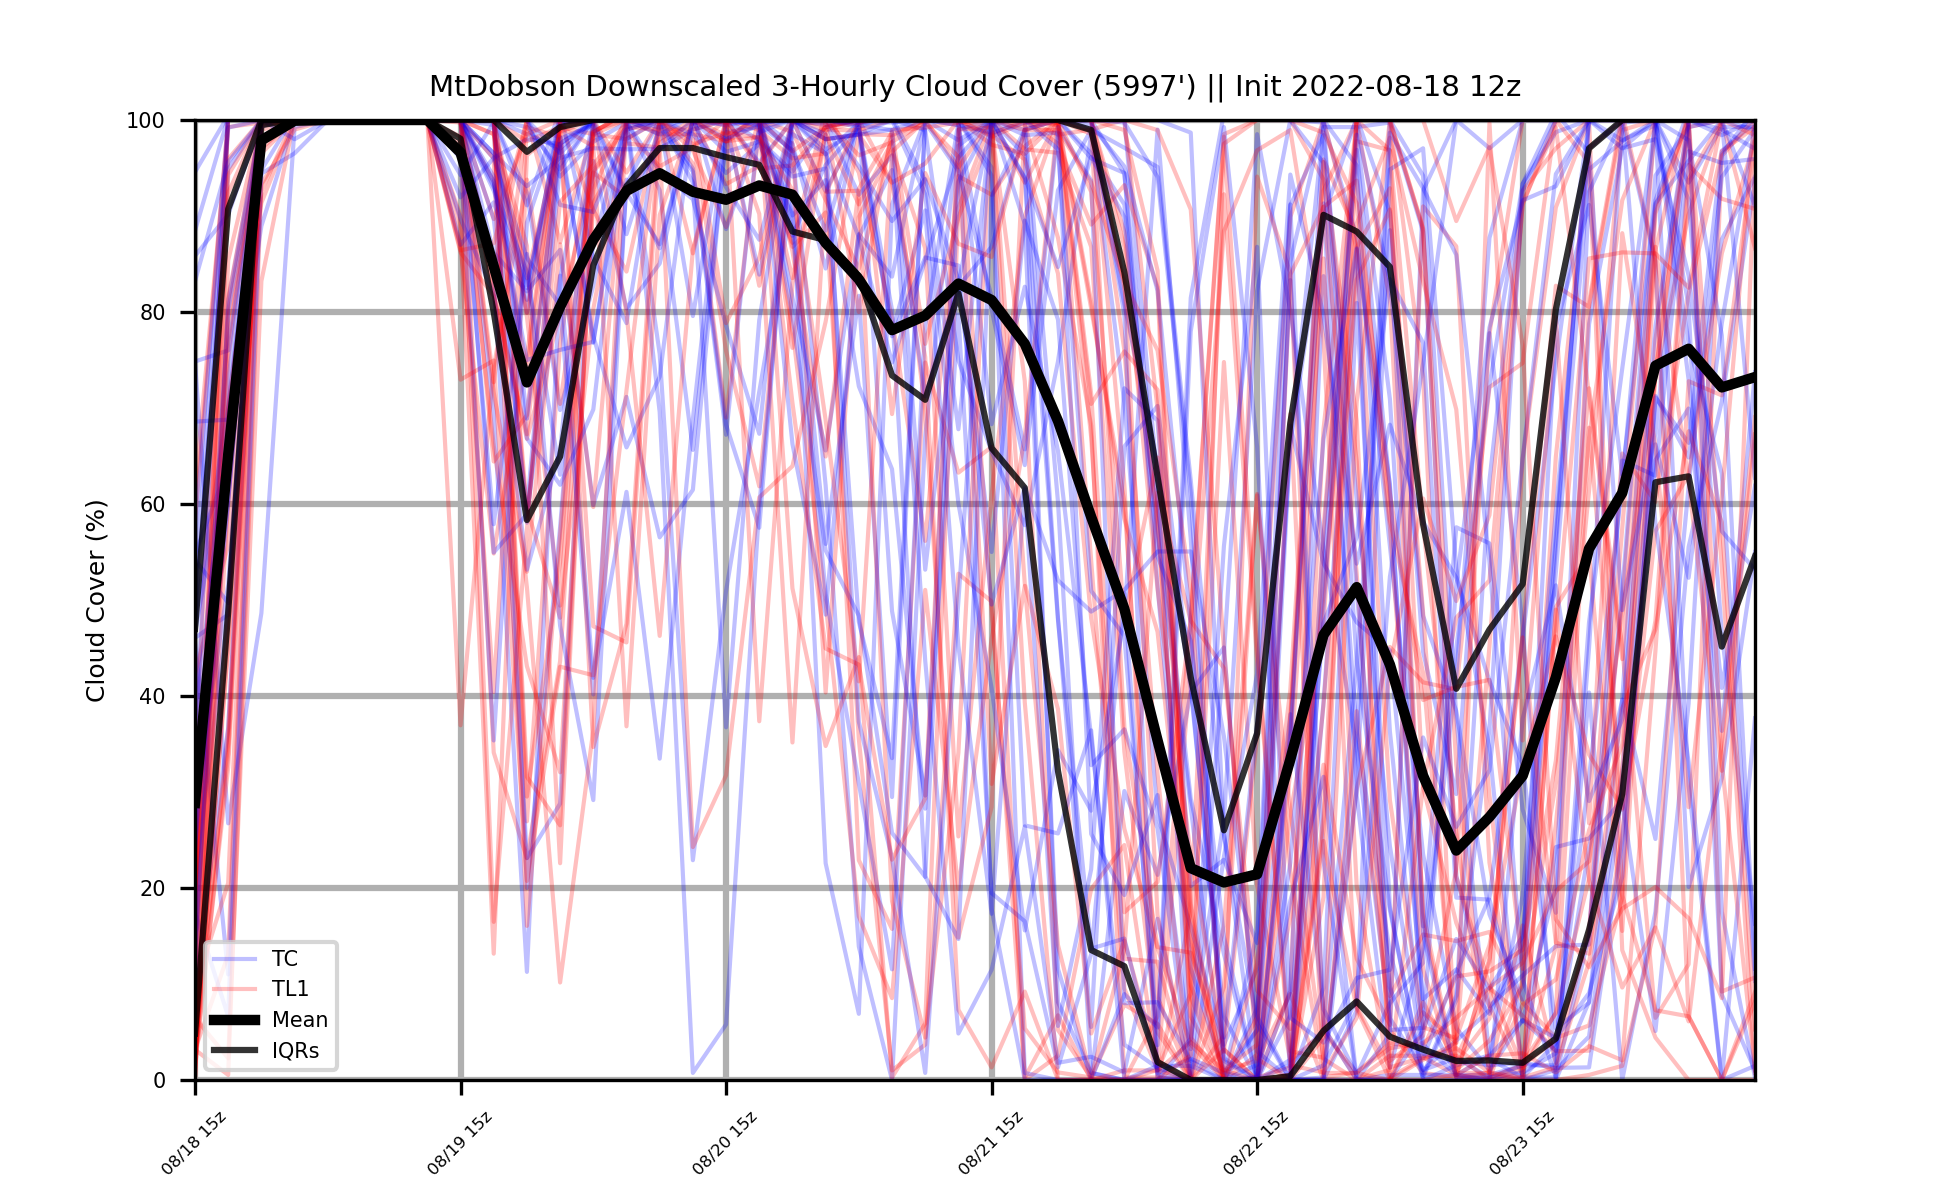 MtDobson Downscaled 3-Hourly Cloud Cover (5997') || Init 2022-08-18 12z
Cloud Cover (%)
100
80
60
40
20
0
TC
TL1
Mean
IQRs
08/18 15z
08/19 15z
08/20 15z
08/21 15z
08/22 15z
08/23 15z